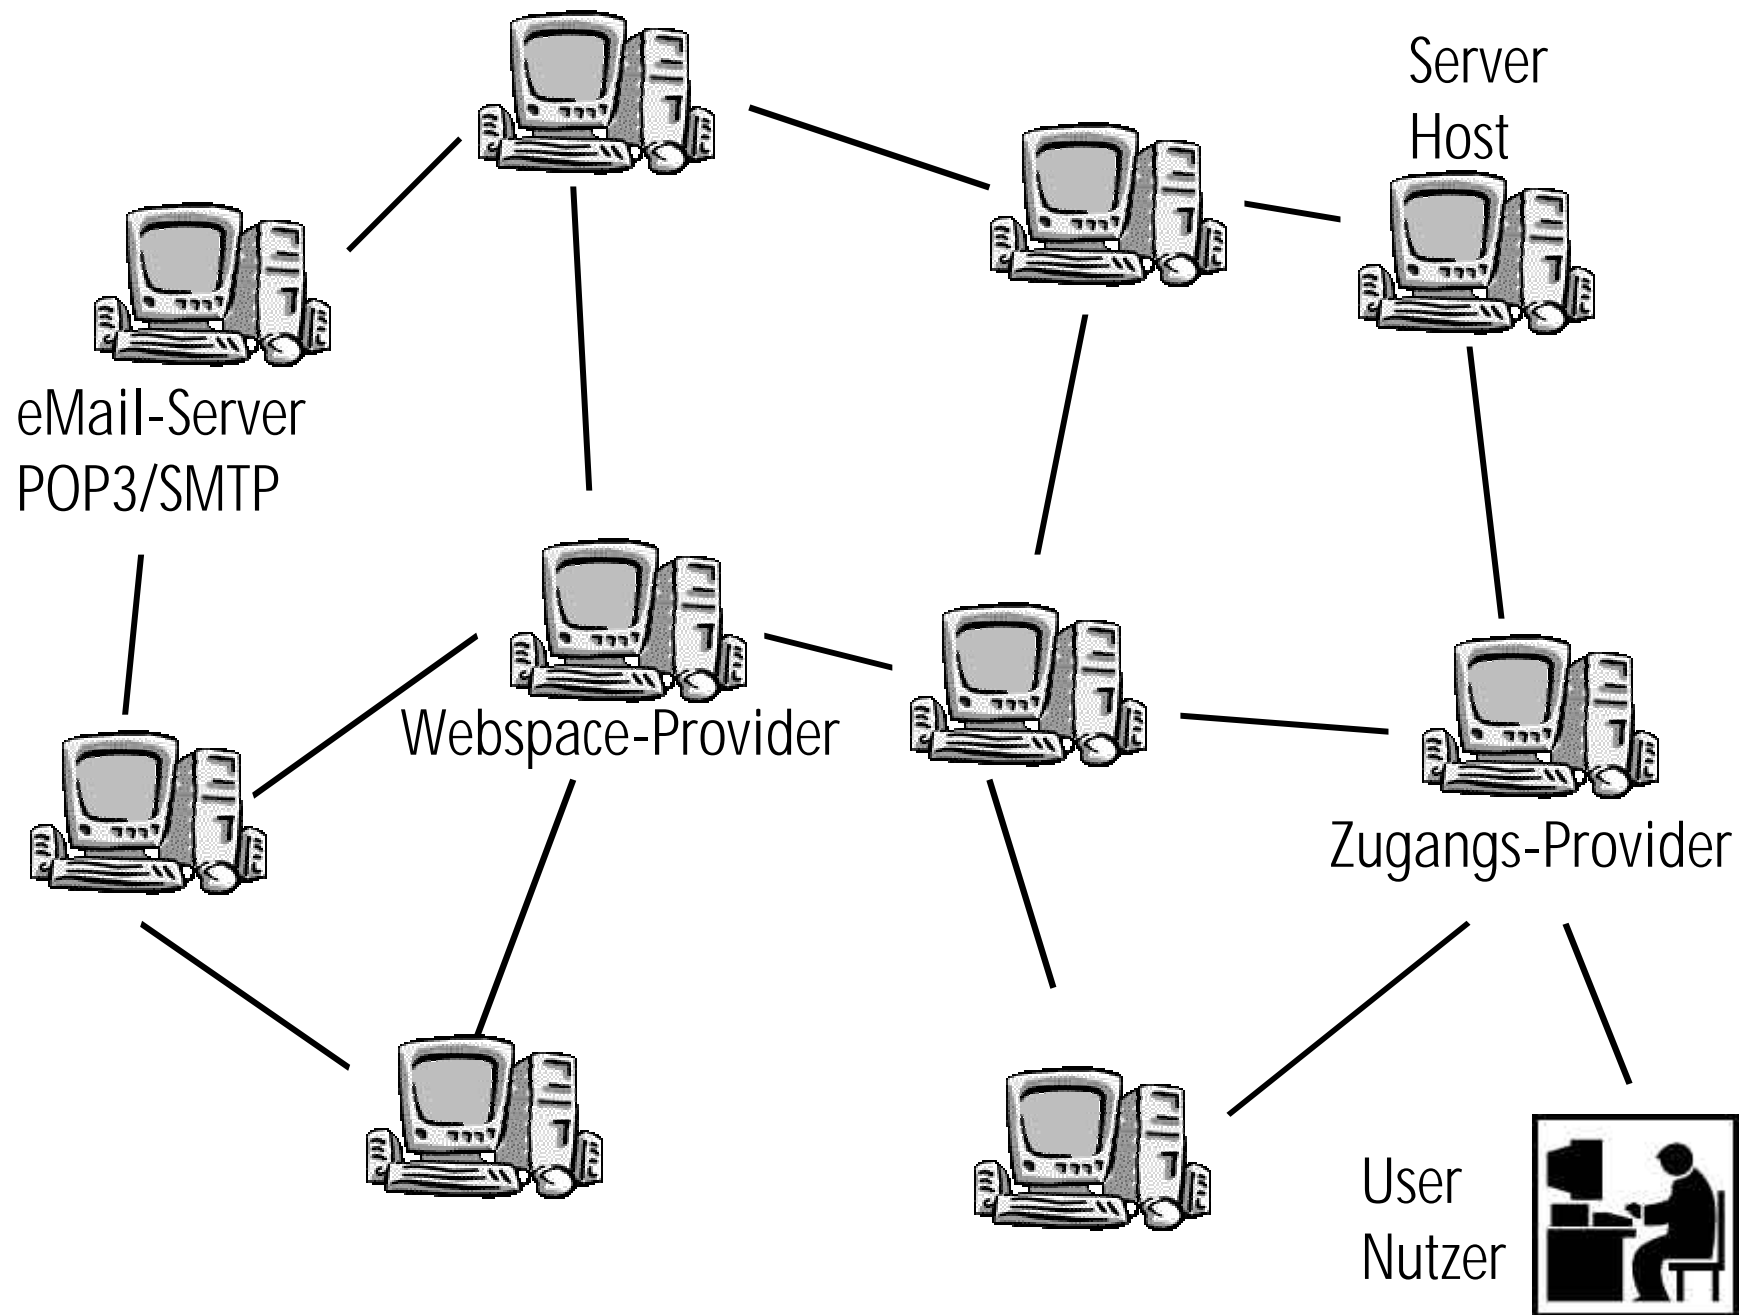 Server
Host
eMail-Server
POP3/SMTP
Webspace-Provider
Zugangs-Provider
User
Nutzer